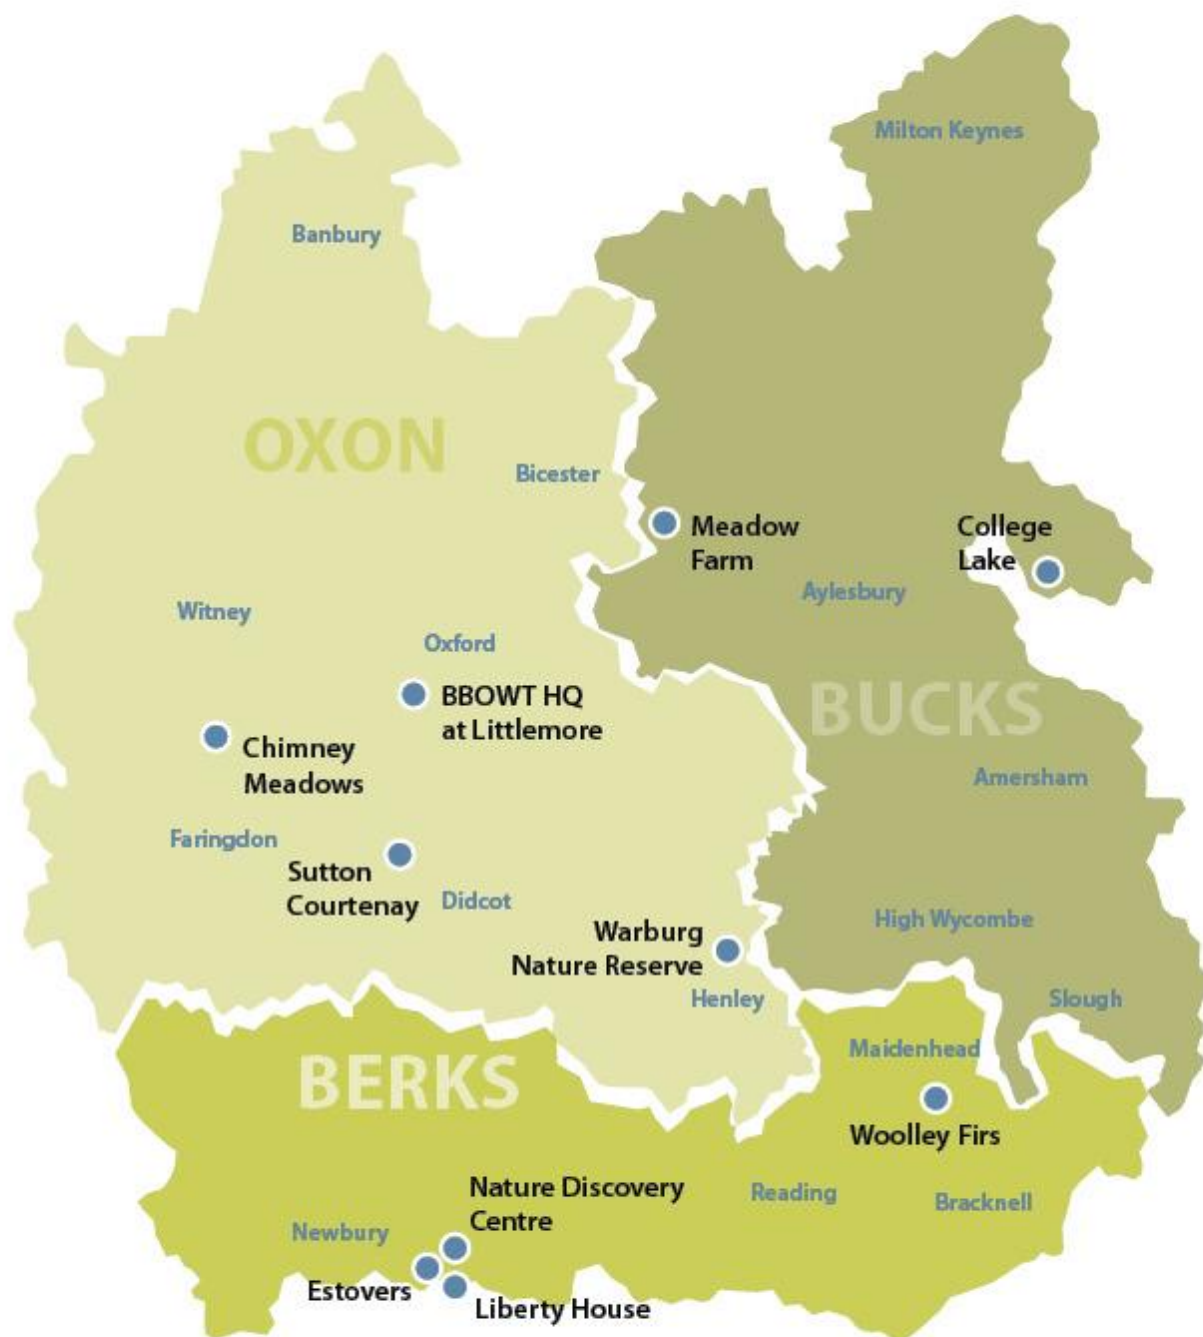 Milton Keynes
Banbury
OXON
Bicester
Meadow
Farm
College
Lake
Aylesbury
Witney
Oxford
BBOWT HQ
at Littlemore
BUCKS
Chimney
Meadows
Amersham
Faringdon
Sutton
Courtenay
Didcot
High Wycombe
Warburg
Nature Reserve
Henley
Slough
Maidenhead
BERKS
Woolley Firs
Nature Discovery
Centre
Reading
Bracknell
Newbury
Estovers
Liberty House